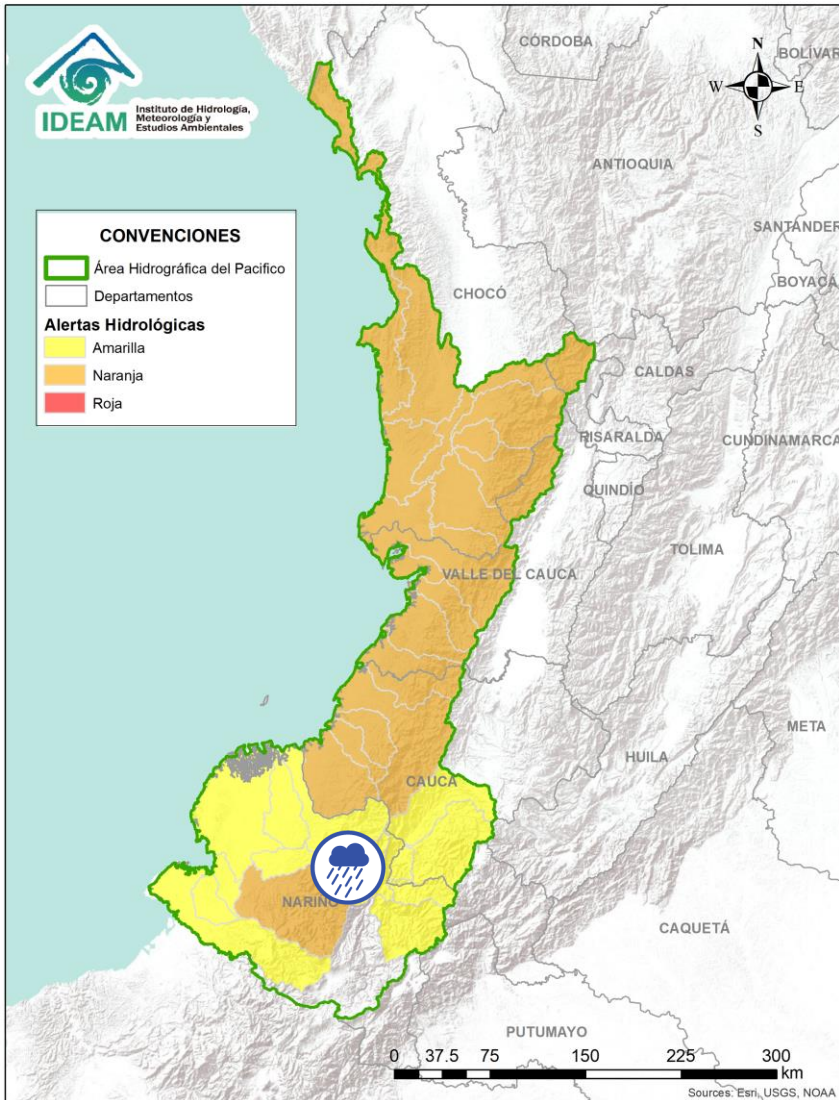 IDEAM
Instituto de Hidrología,
Meteorología y
Estudios Ambientales
CÓRDOBA
BOLÍVAR
N
W
E
S
ANTIOQUIA
SANTANDER
BOYACÁ
CONVENCIONES
Área Hidrográfica del Pacifico
Departamentos
Alertas Hidrológicas
Amarilla
Naranja
Roja
CHOCÓ
CALDAS
RISARALDA
CUNDINAMARCA
QUINDÍO
TOLIMA
VALLE DEL CAUCA
META
HUILA
CAUCA
NARIÑO
CAQUETÁ
PUTUMAYO
0 37.5 75 150 225 300
km
Sources: Esri, USGS, NOAA